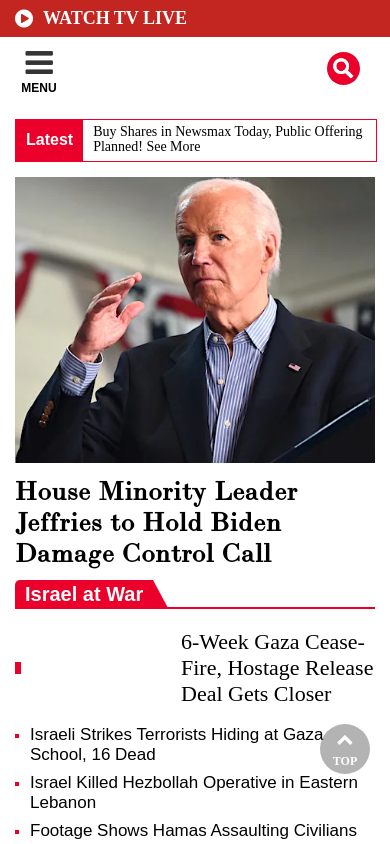 WATCH TV LIVE
MENU
Latest
Buy Shares in Newsmax Today, Public Offering
Planned! See More
House Minority Leader
Jeffries to Hold Biden
Damage Control Call
Israel at War
6-Week Gaza Cease-
Fire, Hostage Release
Deal Gets Closer
Israeli Strikes Terrorists Hiding at Gaza
School, 16 Dead
Israel Killed Hezbollah Operative in Eastern
Lebanon
Footage Shows Hamas Assaulting Civilians
TOP